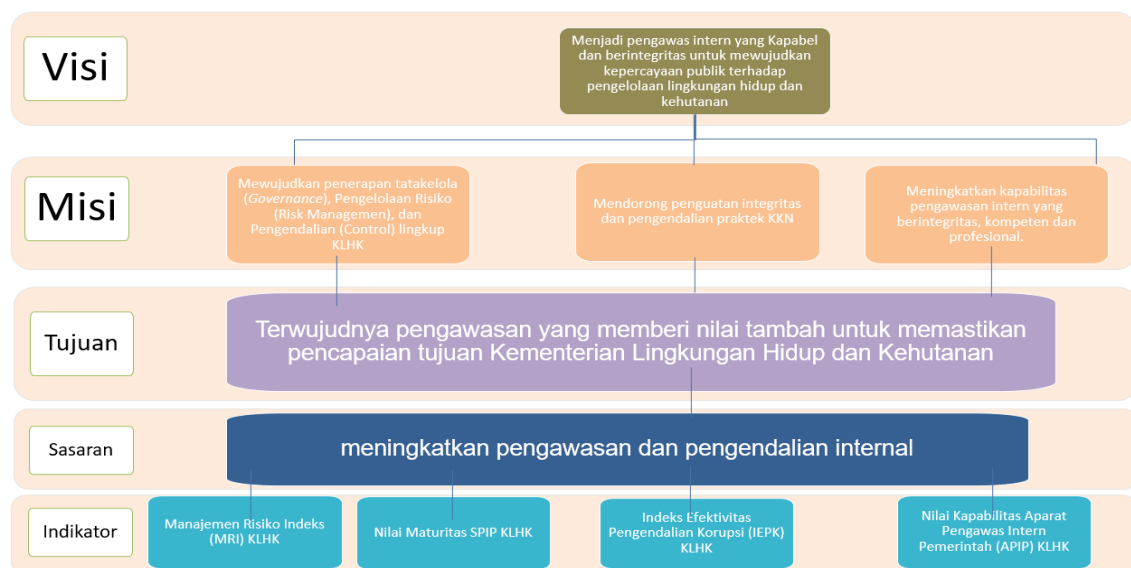 Visi
Menjadi pengawas intern yang Kapabel
dan berintegritas untuk mewujudkan
kepercayaan publik terhadap
pengelolaan lingkungan hidup dan
kehutanan
Misi
Mewujudkan penerapan tatakelola
(Governance), Pengelolaan Risiko
(Risk Managemen), dan
Pengendalian (Control) lingkup
KLHK
Mendorong penguatan integritas
dan pengendalian praktek KKN
Meningkatkan kapabilitas
pengawasan intern yang
berintegritas, kompeten dan
profesional.
Tujuan
Terwujudnya pengawasan yang memberi nilai tambah untuk memastikan
pencapaian tujuan Kementerian Lingkungan Hidup dan Kehutanan
Sasaran
meningkatkan pengawasan dan pengendalian internal
Indikator
Manajemen Risiko Indeks
(MRI) KLHK
Nilai Maturitas SPIP KLHK
Indeks Efektivitas
Pengendalian Korupsi (IEPK)
KLHK
Nilai Kapabilitas Aparat
Pengawas Intern
Pemerintah (APIP) KLHK